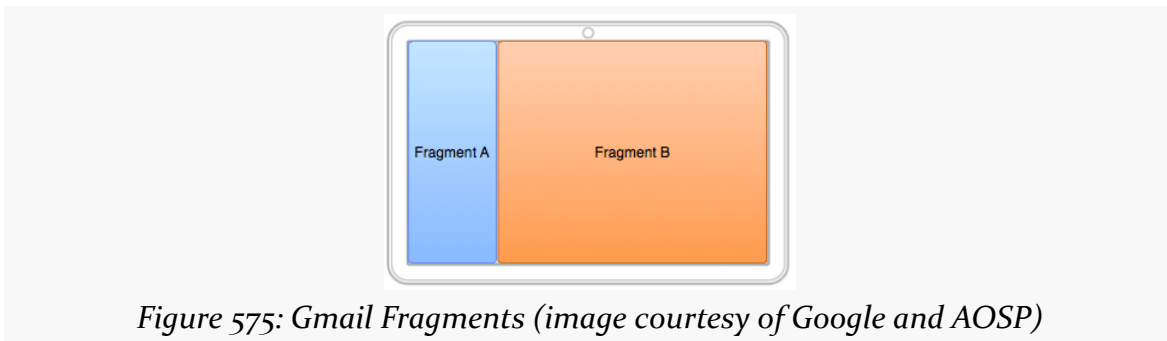 Fragment A
Fragment B
Figure 575: Gmail Fragments (image courtesy of Google and AOSP)